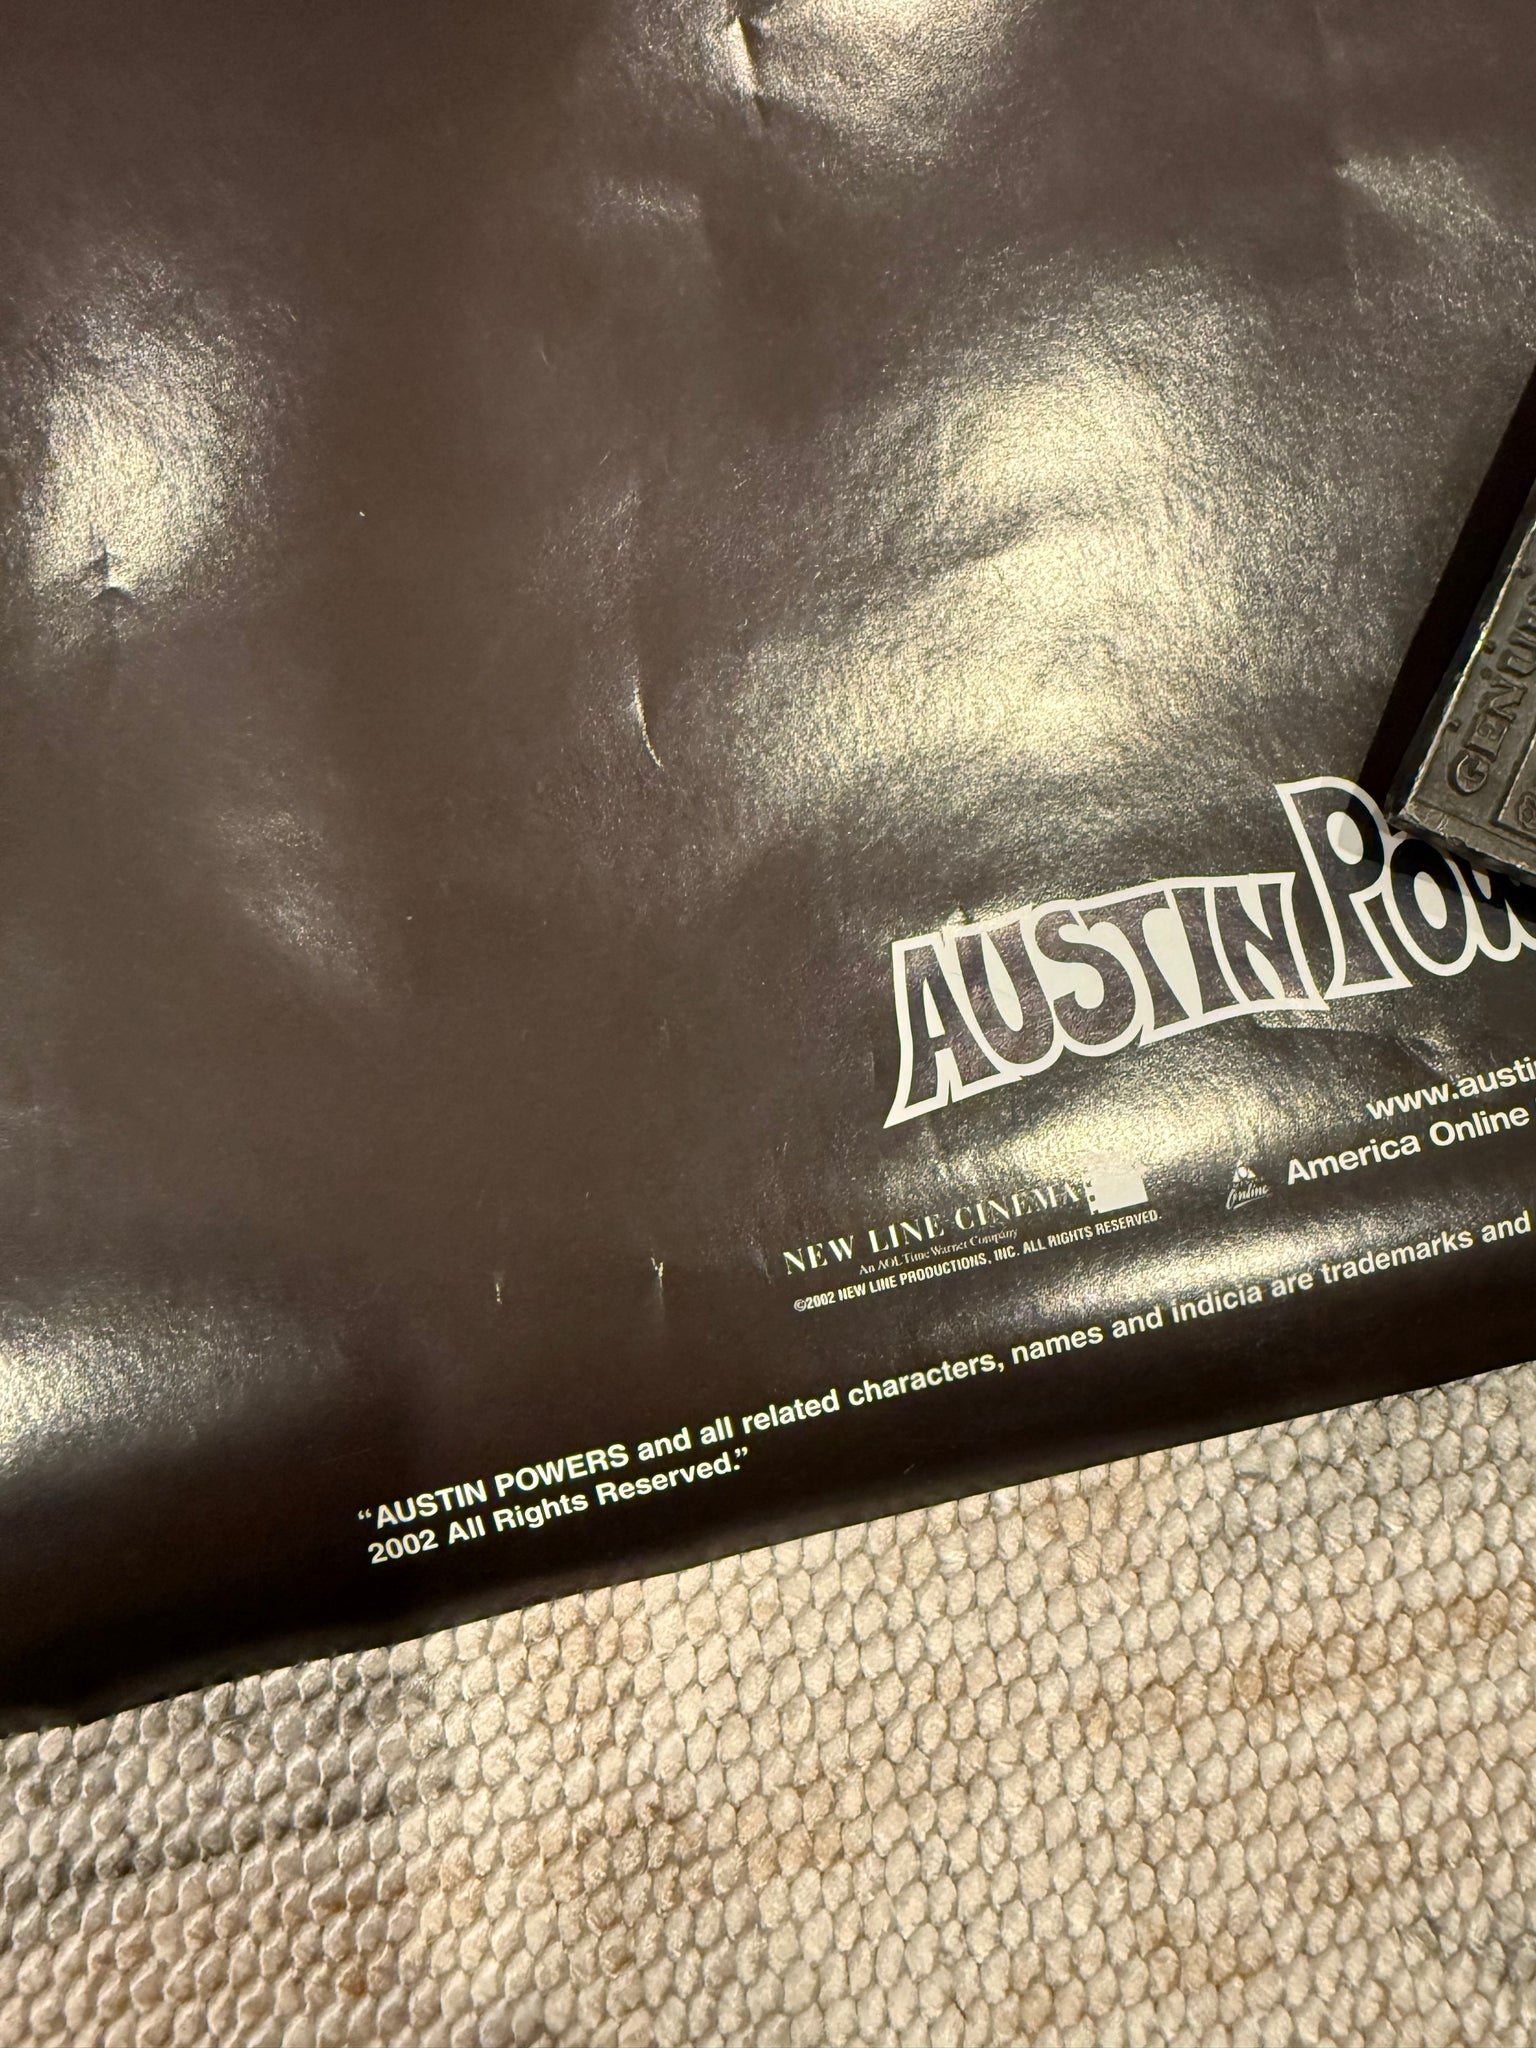 GENUI
AUSTIN POW
www.austin
America Online
Online
NEW LINE CINEMA
An AOL Time Warner Company
©2002 NEW LINE PRODUCTIONS, INC. ALL RIGHTS RESERVED.
“AUSTIN POWERS and all related characters, names and indicia are trademarks and
2002 All Rights Reserved.”